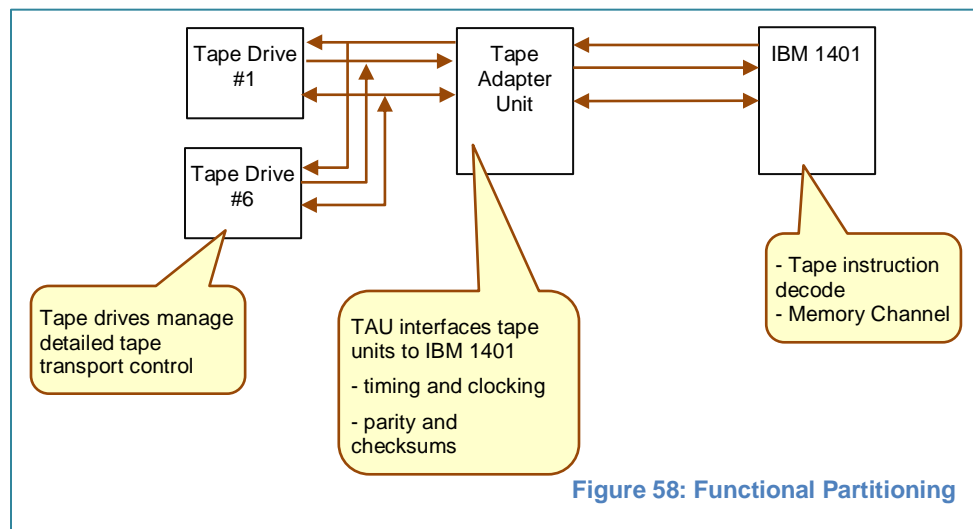 Tape Drive
#1
Tape
Adapter
Unit
IBM 1401
Tape Drive
#6
Tape drives manage
detailed tape
transport control
TAU interfaces tape
units to IBM 1401
- timing and clocking
- parity and
checksums
- Tape instruction
decode
- Memory Channel
Figure 58: Functional Partitioning